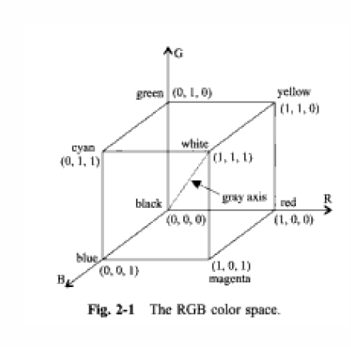 G
green (0, 1, 0)
yellow
(1, 1, 0)
cyan
(0, 1, 1)
white
(1, 1, 1)
black
(0, 0, 0)
gray axis
red
(1, 0, 0)
R
blue
(0, 0, 1)
B
(1, 0, 1)
magenta
Fig. 2-1 The RGB color space.